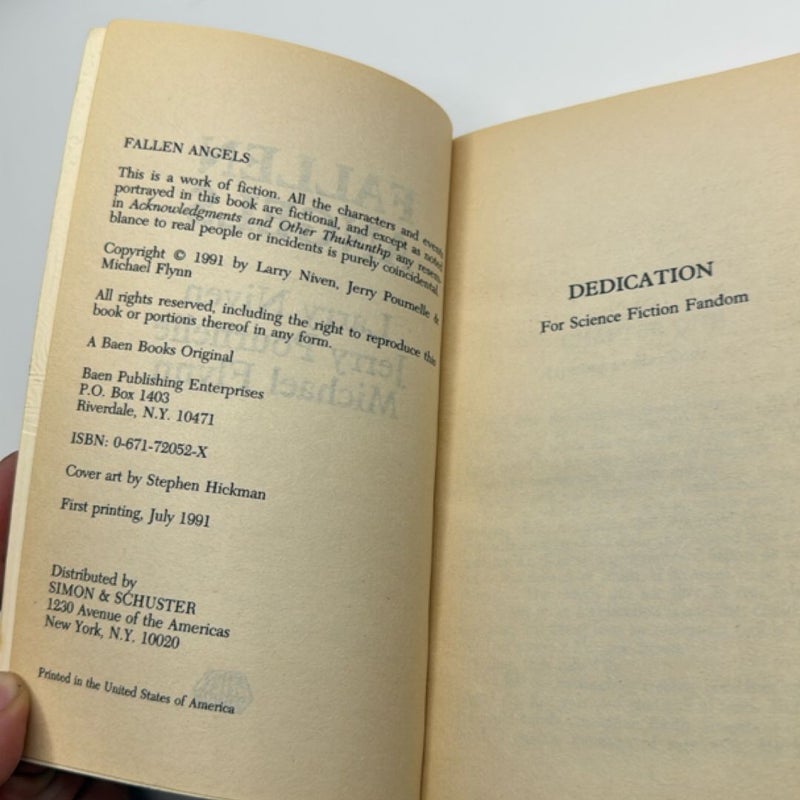 FALLEN ANGELS
This is a work of fiction. All the characters and events
portrayed in this book are fictional, and except as noted
in Acknowledgments and Other Thuktunthp any resem-
blance to real people or incidents is purely coincidental.
Copyright © 1991 by Larry Niven, Jerry Pournelle &
Michael Flynn
All rights reserved, including the right to reproduce this
book or portions thereof in any form.
A Baen Books Original
Baen Publishing Enterprises
P.O. Box 1403
Riverdale, N.Y. 10471
ISBN: 0-671-72052-X
Cover art by Stephen Hickman
First printing, July 1991
Distributed by
SIMON & SCHUSTER
1230 Avenue of the Americas
New York, N.Y. 10020
Printed in the United States of America
DEDICATION
For Science Fiction Fandom